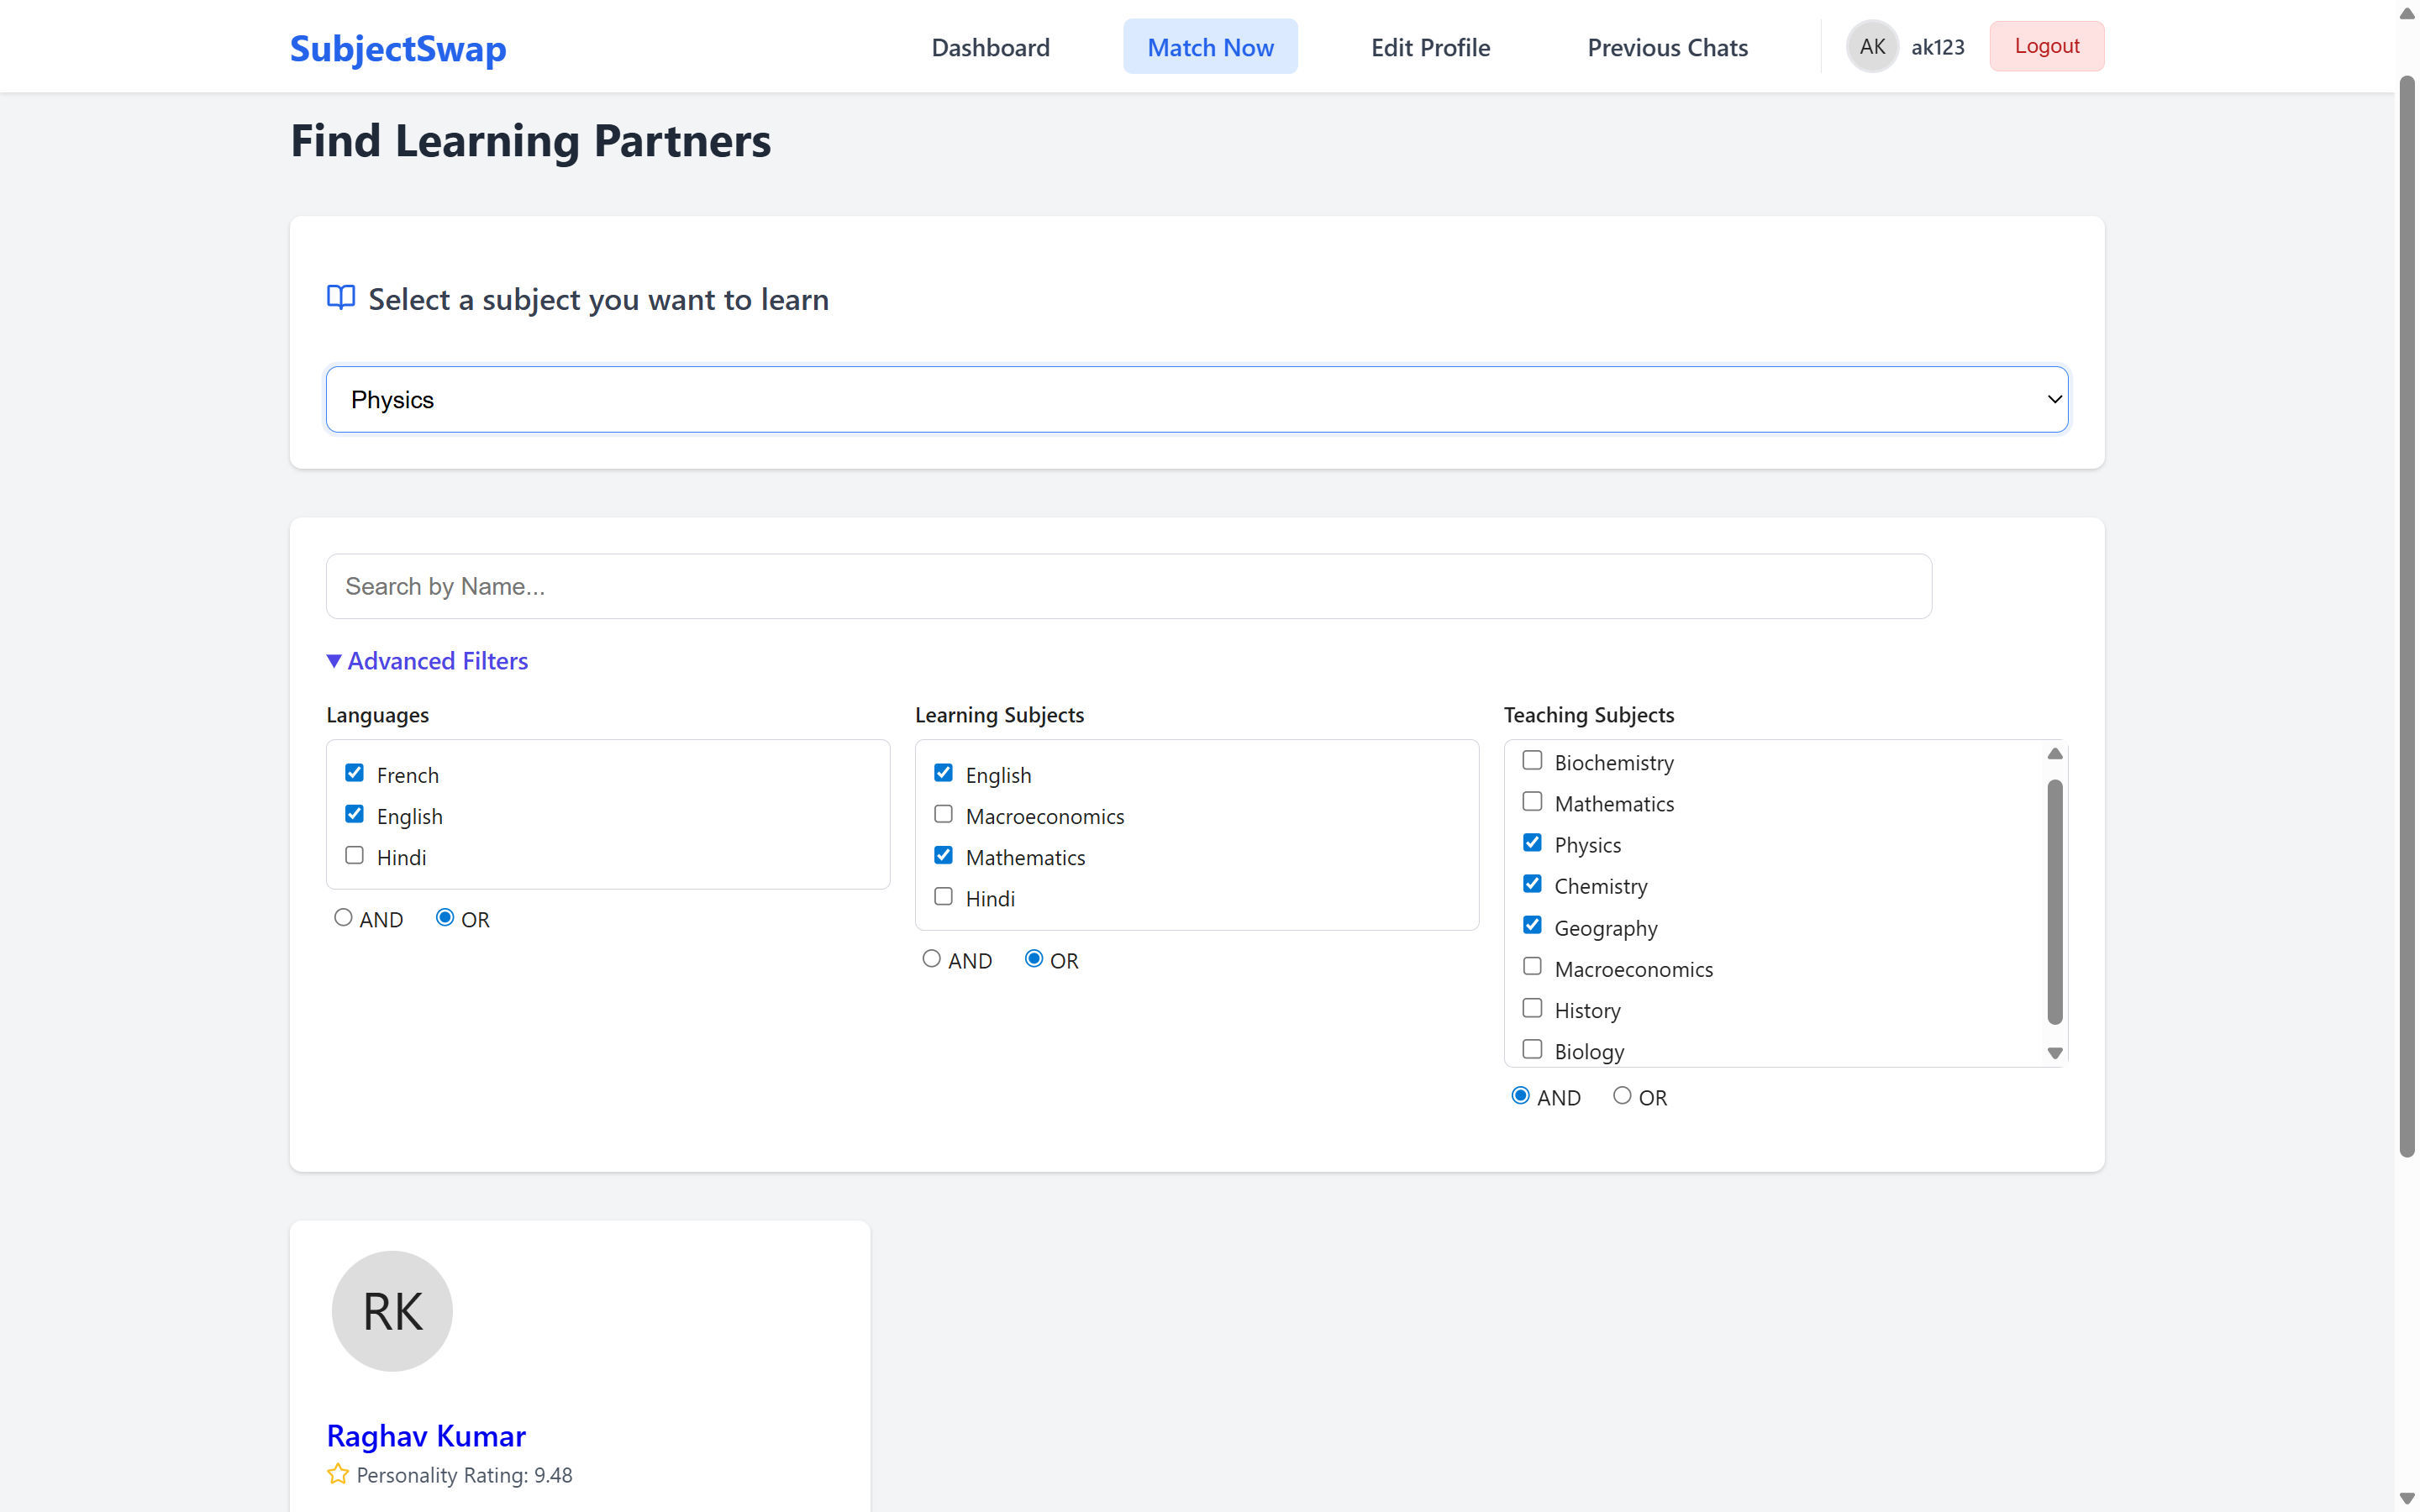 SubjectSwap
Dashboard
Match Now
Edit Profile
Previous Chats
AK
ak123
Logout
Find Learning Partners
Select a subject you want to learn
Physics
Search by Name...
▼ Advanced Filters
Languages
French
English
Hindi
AND
OR
Learning Subjects
English
Macroeconomics
Mathematics
Hindi
AND
OR
Teaching Subjects
Biochemistry
Mathematics
Physics
Chemistry
Geography
Macroeconomics
History
Biology
AND
OR
RK
Raghav Kumar
Personality Rating: 9.48